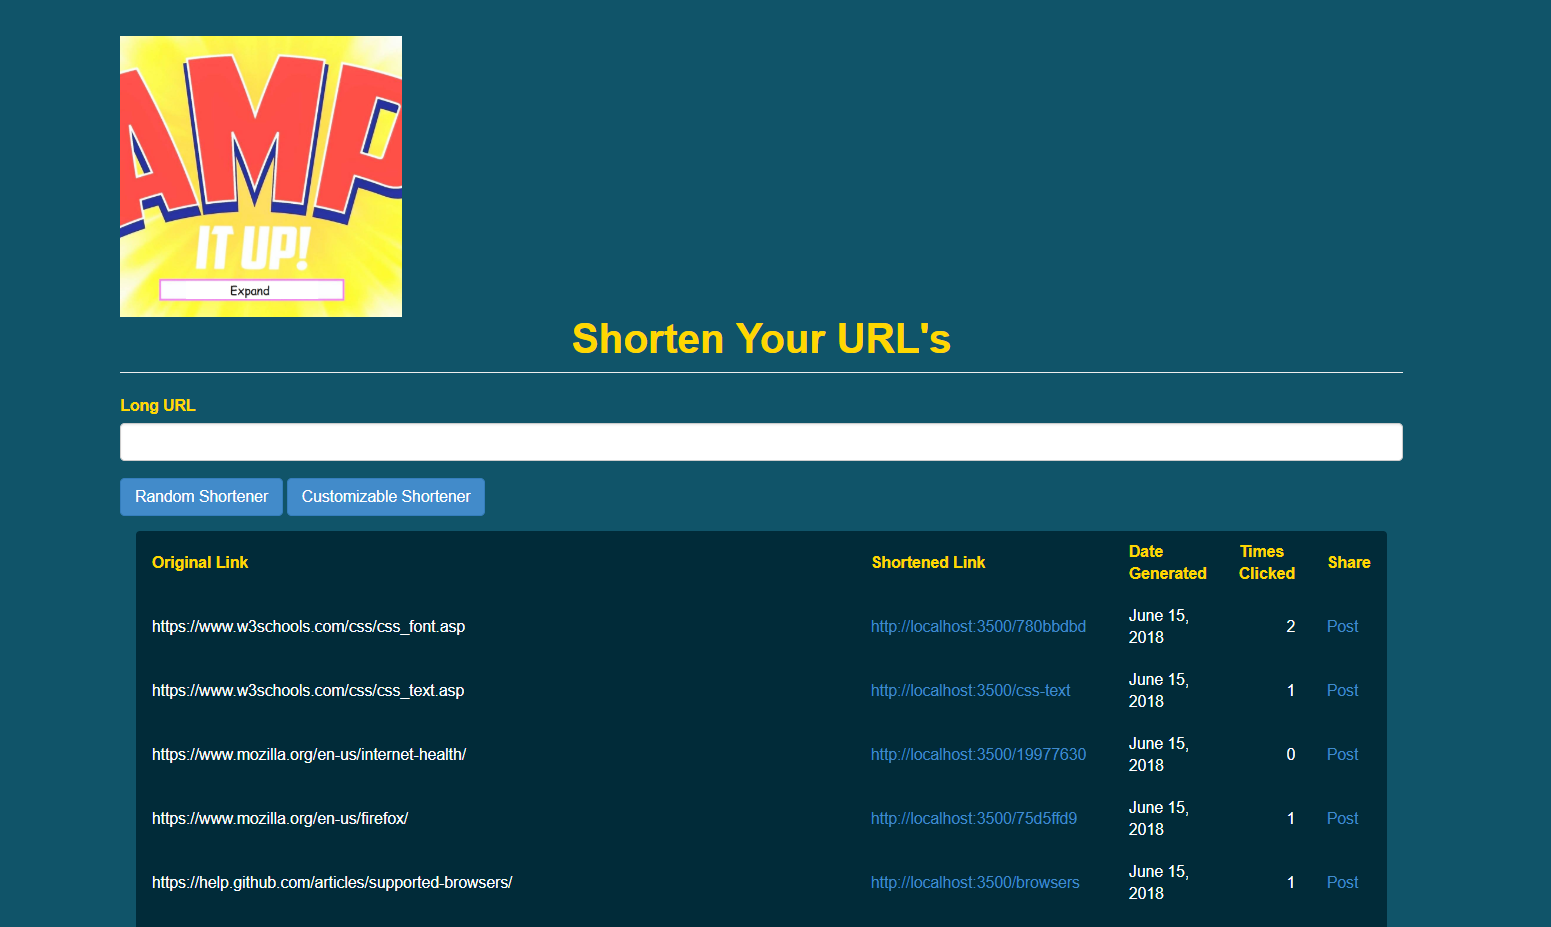 AMP
IT UP!
Expand
Shorten Your URL's
Long URL
Random Shortener Customizable Shortener
Original Link Shortened Link Date Generated Times Clicked Share
https://www.w3schools.com/css/css_font.asp http://localhost:3500/780bbdbd June 15, 2018 2 Post
https://www.w3schools.com/css/css_text.asp http://localhost:3500/css-text June 15, 2018 1 Post
https://www.mozilla.org/en-us/internet-health/ http://localhost:3500/19977630 June 15, 2018 0 Post
https://www.mozilla.org/en-us/firefox/ http://localhost:3500/75d5ffd9 June 15, 2018 1 Post
https://help.github.com/articles/supported-browsers/ http://localhost:3500/browsers June 15, 2018 1 Post